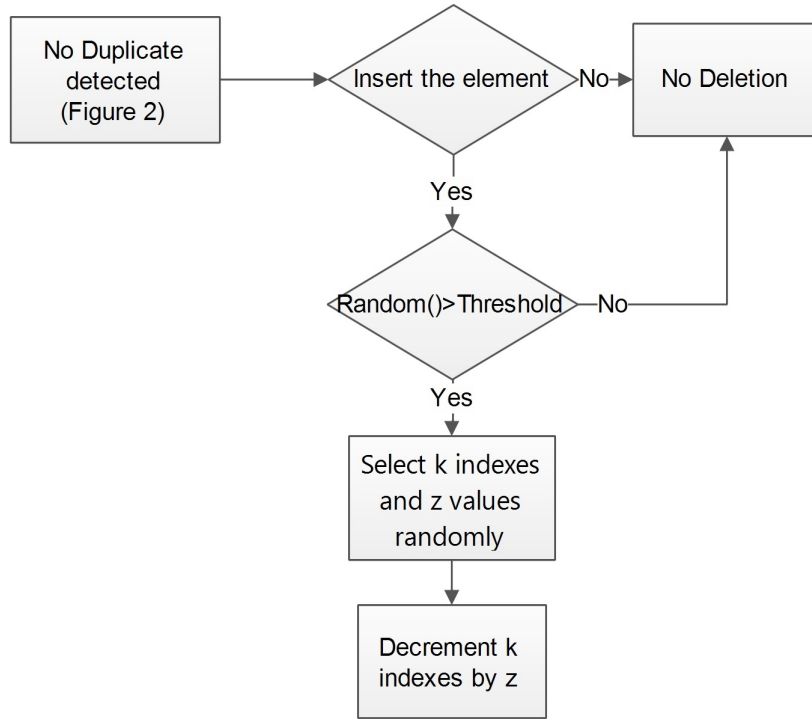 No Duplicate
detected
(Figure 2)
Insert the element
No
No Deletion
Yes
Random()>Threshold
No
Yes
Select k indexes
and z values
randomly
Decrement k
indexes by z